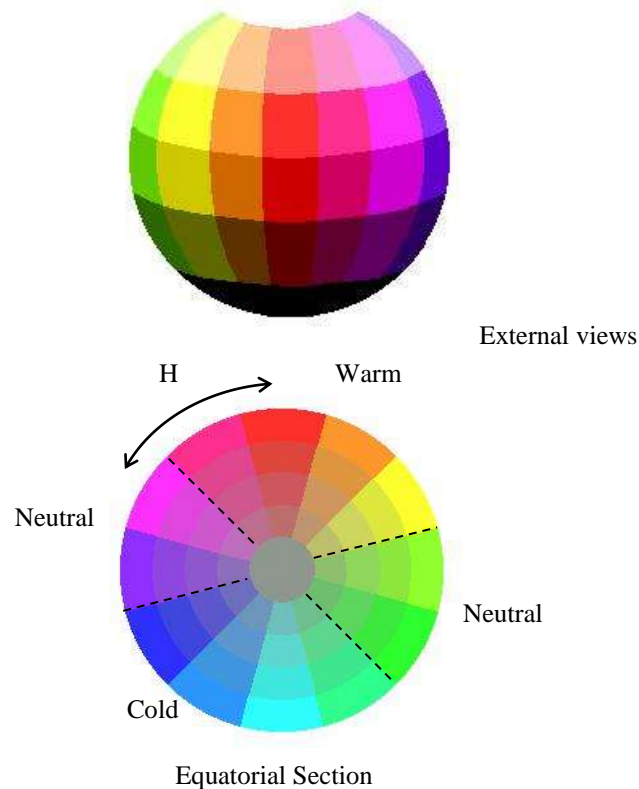 External views
H
Warm
Neutral
Neutral
Cold
Equatorial Section